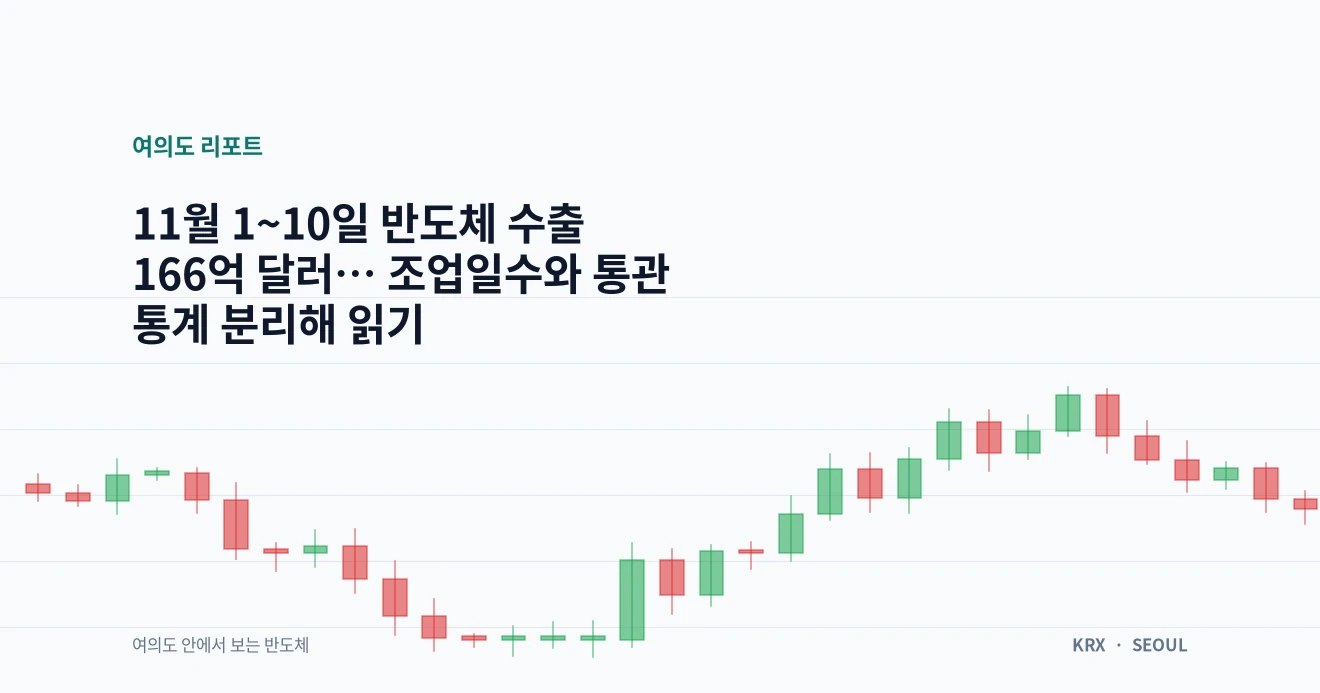 여의도 리포트
11월 1~10일 반도체 수출
166억 달러… 조업일수와 통관
통계 분리해 읽기
여의도 안에서 보는 반도체
KRX · SEOUL